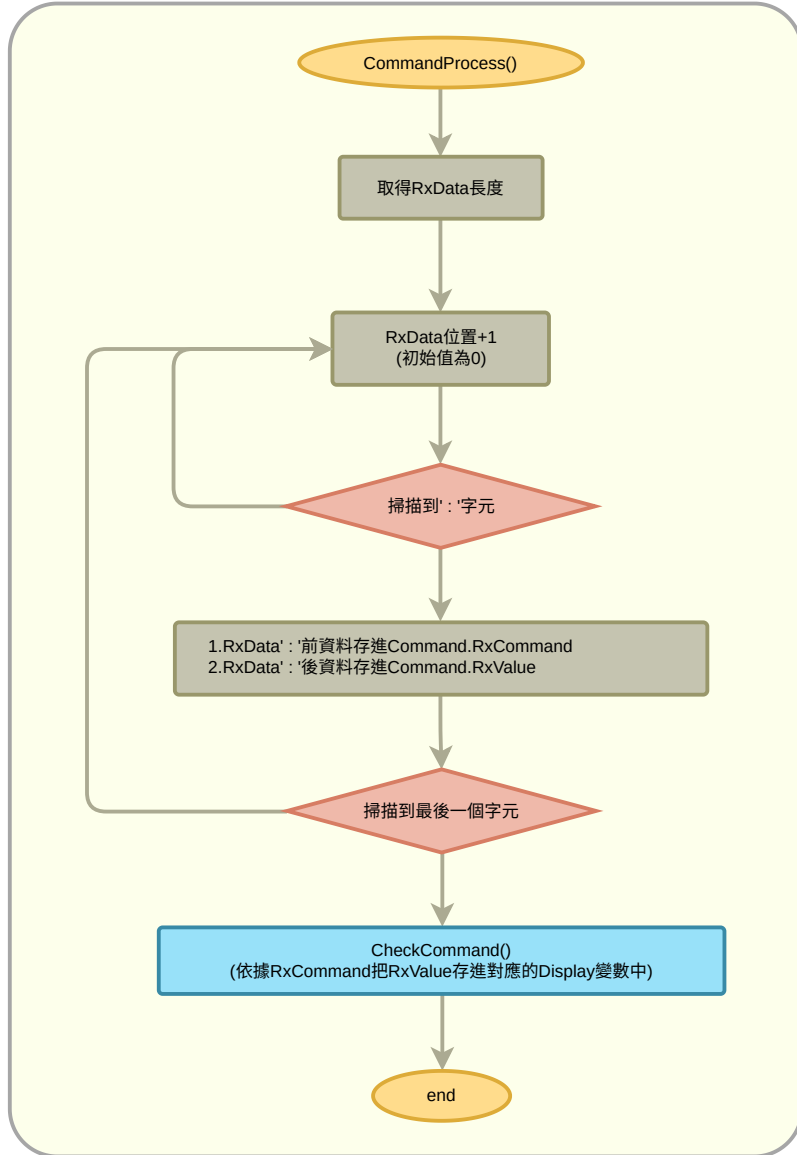 CommandProcess()
取得RxData長度
RxData位置+1
(初始值為0)
掃描到' : '字元
1.RxData' : '前資料存進Command.RxCommand
2.RxData' : '後資料存進Command.RxValue
掃描到最後一個字元
CheckCommand()
(依據RxCommand把RxValue存進對應的Display變數中)
end